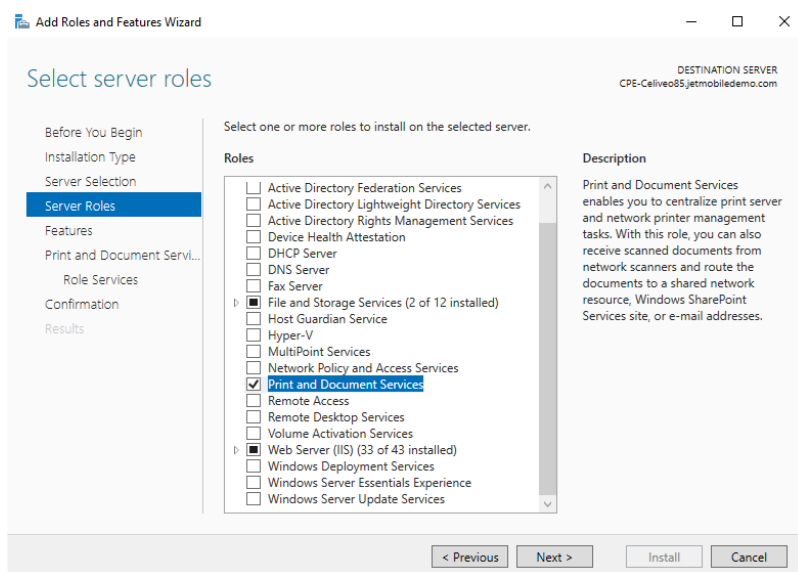 Add Roles and Features Wizard
Select server roles
DESTINATION SERVER
CPE-Celiveo85.jetmobiledemo.com
Before You Begin
Installation Type
Server Selection
Server Roles
Features
Print and Document Servi...
Role Services
Confirmation
Results
Select one or more roles to install on the selected server.
Roles
Active Directory Federation Services
Active Directory Lightweight Directory Services
Active Directory Rights Management Services
Device Health Attestation
DHCP Server
DNS Server
Fax Server
File and Storage Services (2 of 12 installed)
Host Guardian Service
Hyper-V
MultiPoint Services
Network Policy and Access Services
Print and Document Services
Remote Access
Remote Desktop Services
Volume Activation Services
Web Server (IIS) (33 of 43 installed)
Windows Deployment Services
Windows Server Essentials Experience
Windows Server Update Services
Description
Print and Document Services
enables you to centralize print server
and network printer management
tasks. With this role, you can also
receive scanned documents from
network scanners and route the
documents to a shared network
resource, Windows SharePoint
Services site, or e-mail addresses.
< Previous
Next >
Install
Cancel